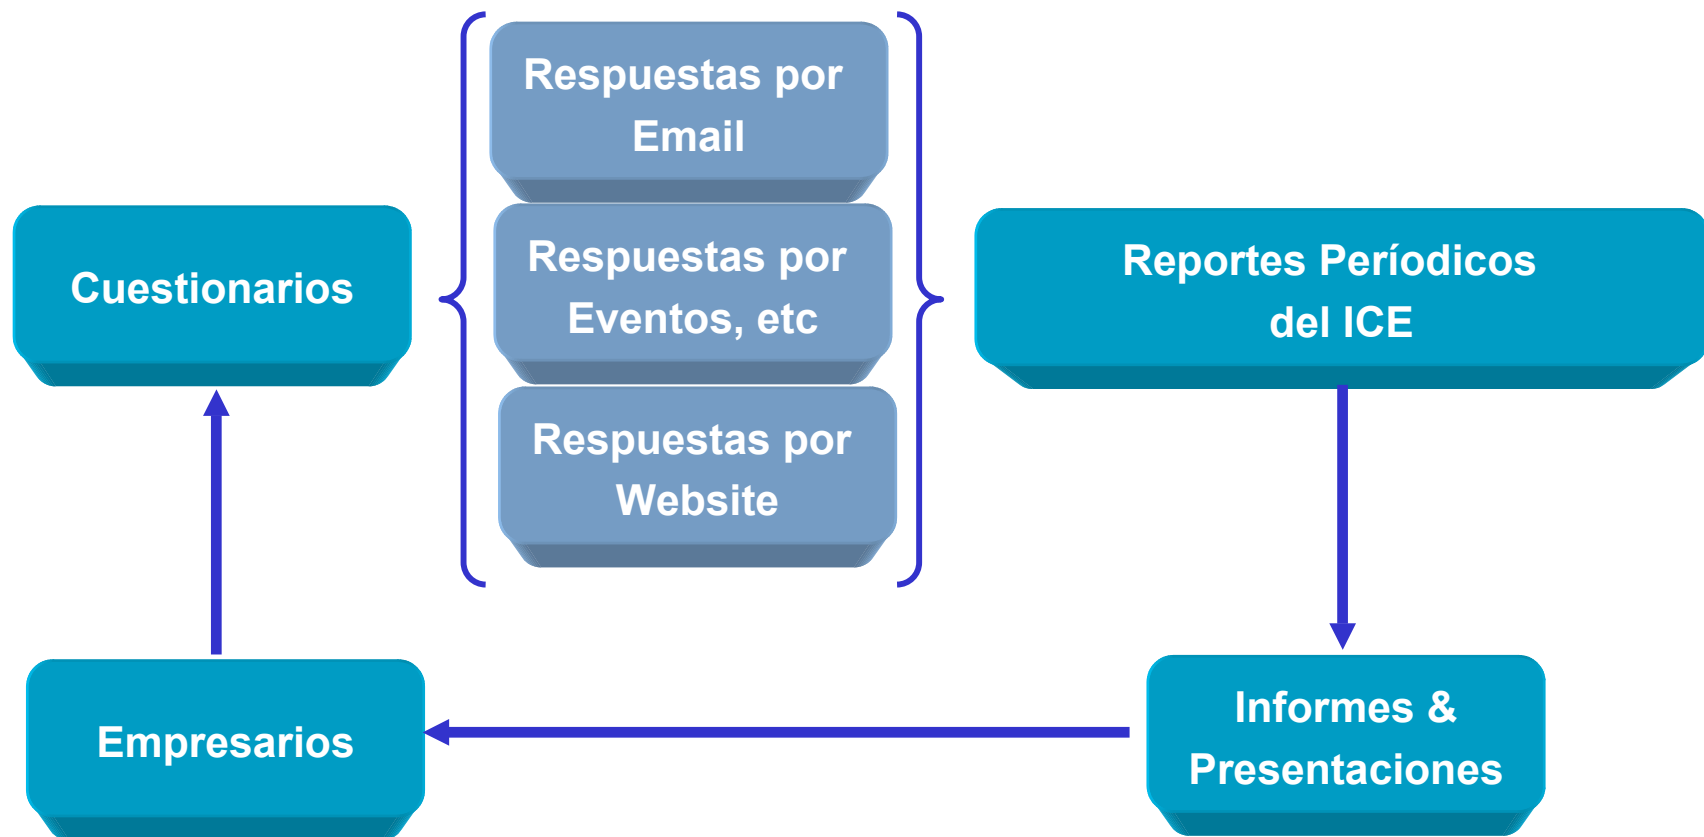 Respuestas por
Email
Cuestionarios
Respuestas por
Eventos, etc
Respuestas por
Website
Reportes Períodicos
del ICE
Empresarios
Informes &
Presentaciones